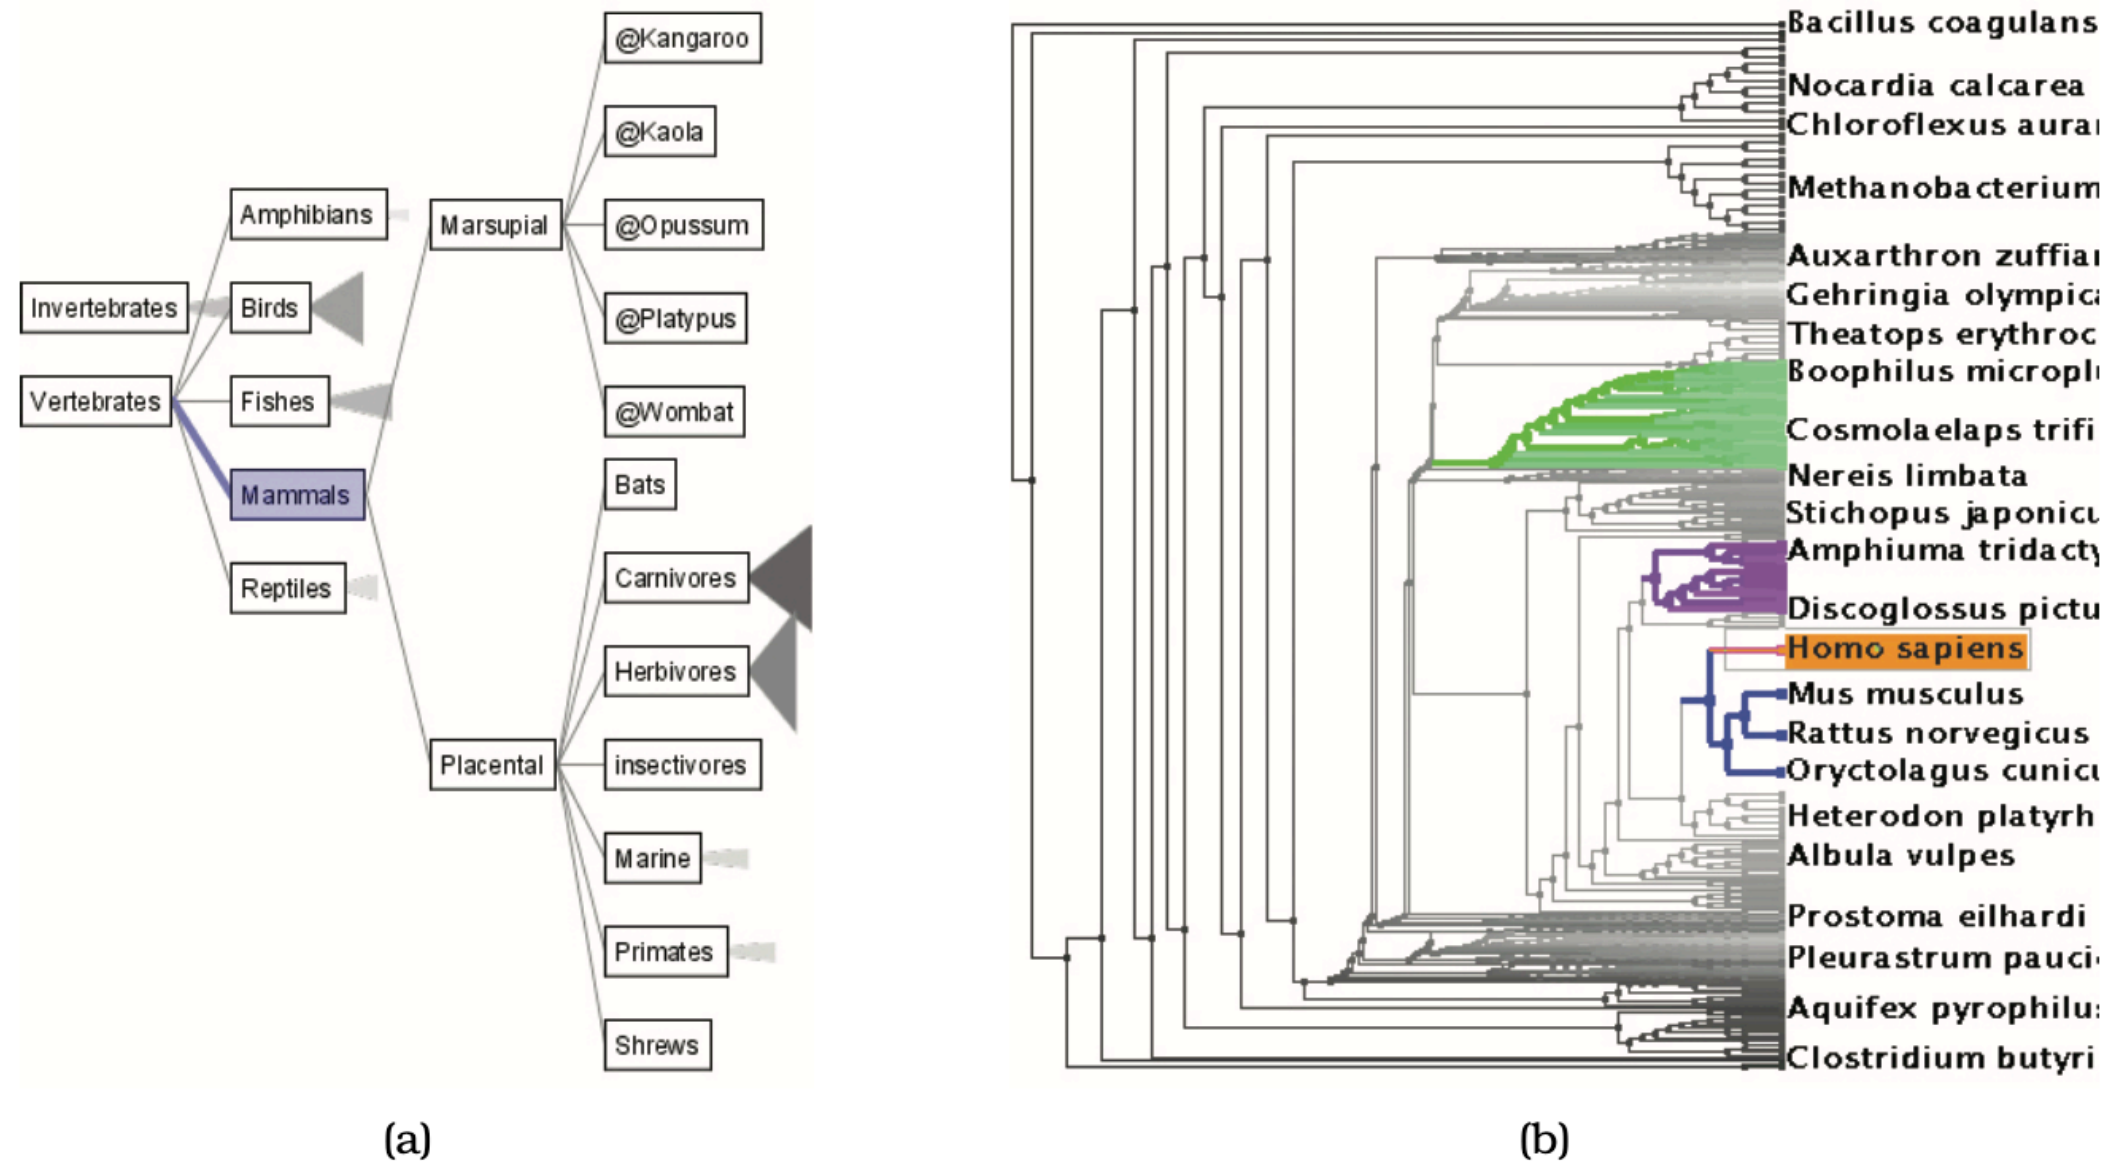 @Kangaroo
@Kaola
Amphibians
Marsupial
@Opussum
Invertebrates
Birds
@Platypus
Vertebrates
Fishes
@Wombat
Mammals
Bats
Reptiles
Carnivores
Herbivores
Placental
insectivores
Marine
Primates
Shrews
(a)
Bacillus coagulans
Nocardia calcarea
Chloroflexus aura
Methanobacterium
Auxarthron zuffia
Gehringia olympic
Theatops erythroc
Boophilus micropl
Cosmolaelaps trifi
Nereis limbata
Stichopus japonicu
Amphiuma tridacty
Discoglossus pictu
Homo sapiens
Mus musculus
Rattus norvegicus
Oryctolagus cunicu
Heterodon platyrh
Albula vulpes
Prostoma eilhardi
Pleurastrum pauci
Aquifex pyrophilu
Clostridium butyri
(b)